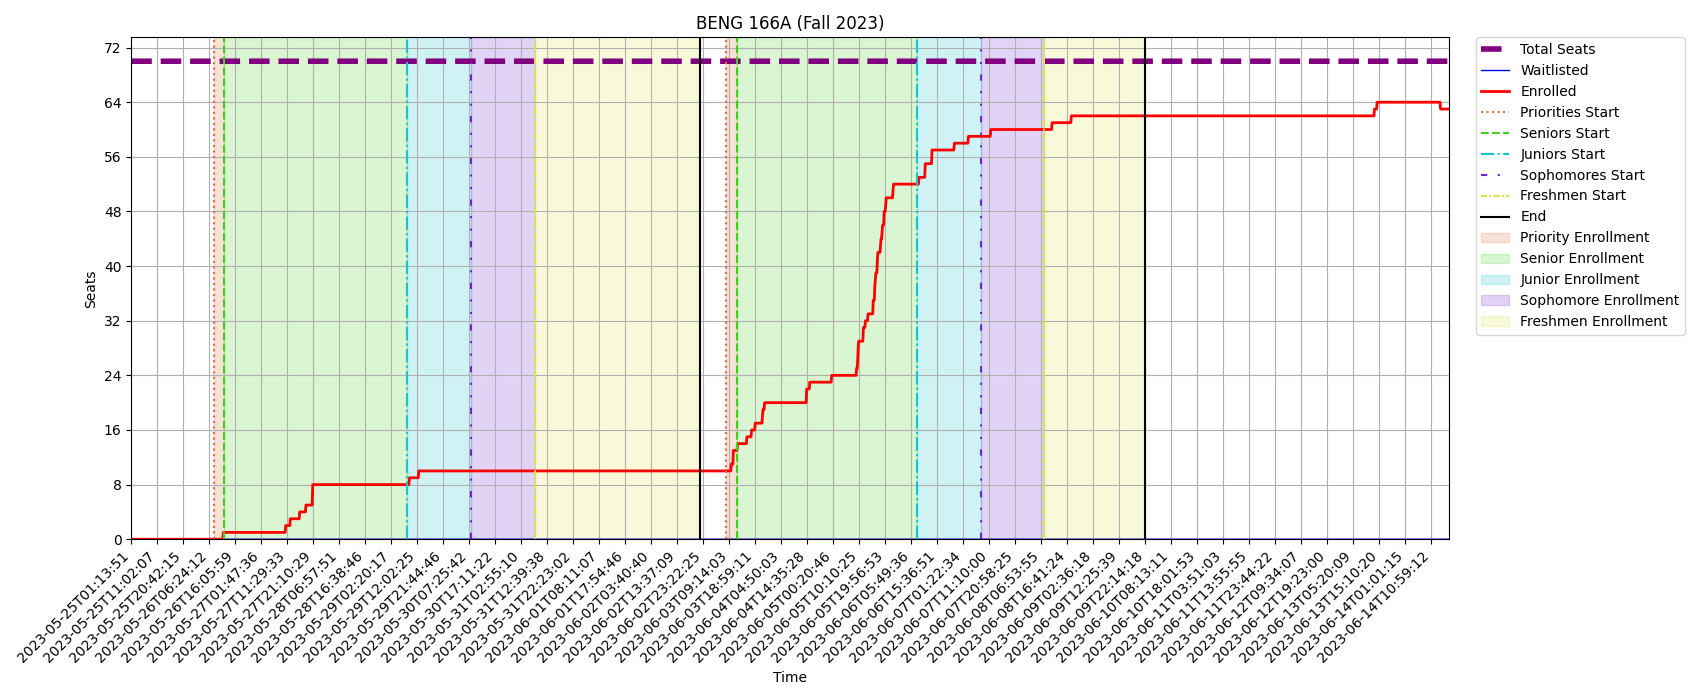 BENG 166A (Fall 2023)
72
64
56
48
40
32
24
16
8
0
Seats
2023-05-25T01:13:51
2023-05-25T11:02:07
2023-05-25T20:42:15
2023-05-26T06:24:12
2023-05-26T16:05:59
2023-05-27T01:47:36
2023-05-27T11:29:33
2023-05-27T21:10:29
2023-05-28T06:57:51
2023-05-28T16:38:46
2023-05-29T02:20:17
2023-05-29T12:02:25
2023-05-29T21:44:46
2023-05-30T07:25:42
2023-05-30T17:11:22
2023-05-31T02:55:10
2023-05-31T12:39:38
2023-05-31T22:23:02
2023-06-01T08:11:07
2023-06-01T17:54:46
2023-06-02T03:40:40
2023-06-02T13:37:09
2023-06-02T23:22:25
2023-06-03T09:14:03
2023-06-03T18:59:11
2023-06-04T04:50:03
2023-06-04T14:35:28
2023-06-05T00:20:46
2023-06-05T10:10:25
2023-06-05T19:56:53
2023-06-06T05:49:36
2023-06-06T15:36:51
2023-06-07T01:22:34
2023-06-07T11:10:00
2023-06-07T20:58:25
2023-06-08T06:53:55
2023-06-08T16:41:24
2023-06-09T02:36:18
2023-06-09T12:25:39
2023-06-09T22:14:18
2023-06-10T08:13:11
2023-06-10T18:01:53
2023-06-11T03:51:03
2023-06-11T13:55:55
2023-06-11T23:44:22
2023-06-12T09:34:07
2023-06-12T19:23:00
2023-06-13T05:20:09
2023-06-13T15:10:20
2023-06-14T01:01:15
2023-06-14T10:59:12
Time
Total Seats
Waitlisted
Enrolled
Priorities Start
Seniors Start
Juniors Start
Sophomores Start
Freshmen Start
End
Priority Enrollment
Senior Enrollment
Junior Enrollment
Sophomore Enrollment
Freshmen Enrollment